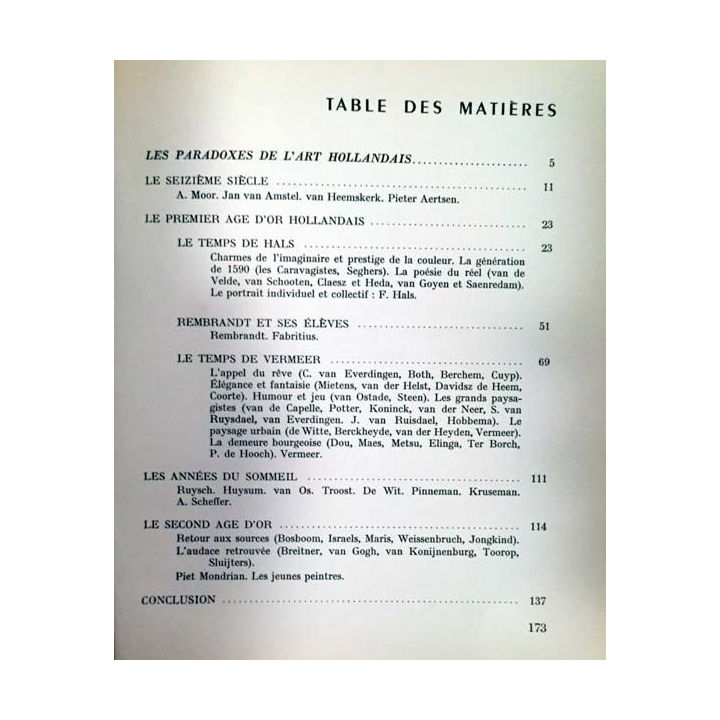 TABLE DES MATIÈRES
LES PARADOXES DE L'ART HOLLANDAIS...................... 5
LE SEIZIÈME SIÈCLE ............................................ 11
A. Moor. Jan van Amstel. van Heemskerk. Pieter Aertsen.
LE PREMIER AGE D'OR HOLLANDAIS ........................... 23
LE TEMPS DE HALS ........................................ 23
Charmes de l'imaginaire et prestige de la couleur. La génération
de 1590 (les Caravagistes, Seghers). La poésie du réel (van de
Velde, van Schooten, Claesz et Heda, van Goyen et Saenredam).
Le portrait individuel et collectif : F. Hals.
REMBRANDT ET SES ÉLÈVES ............................... 51
Rembrandt. Fabritius.
LE TEMPS DE VERMEER .................................... 69
L'appel du rêve (C. van Everdingen, Both, Berchem, Cuyp).
Élégance et fantaisie (Mietens, van der Helst, Davidsz de Heem,
Coorte). Humour et jeu (van Ostade, Steen). Les grands paysa-
gistes (van de Capelle, Potter, Koninck, van der Neer, S. van
Ruysdael, van Everdingen. J. van Ruisdael, Hobbema). Le
paysage urbain (de Witte, Berckheyde, van der Heyden, Vermeer).
La demeure bourgeoise (Dou, Maes, Metsu, Elinga, Ter Borch,
P. de Hooch). Vermeer.
LES ANNÉES DU SOMMEIL ..................................... 111
Ruysch. Huysum. van Os. Troost. De Wit. Pinneman. Kruseman.
A. Scheffer.
LE SECOND AGE D'OR .......................................... 114
Retour aux sources (Bosboom, Israels, Maris, Weissenbruch, Jongkind).
L'audace retrouvée (Breitner, van Gogh, van Konijnenburg, Toorop,
Sluijters).
Piet Mondrian. Les jeunes peintres.
CONCLUSION ..................................................... 137
173